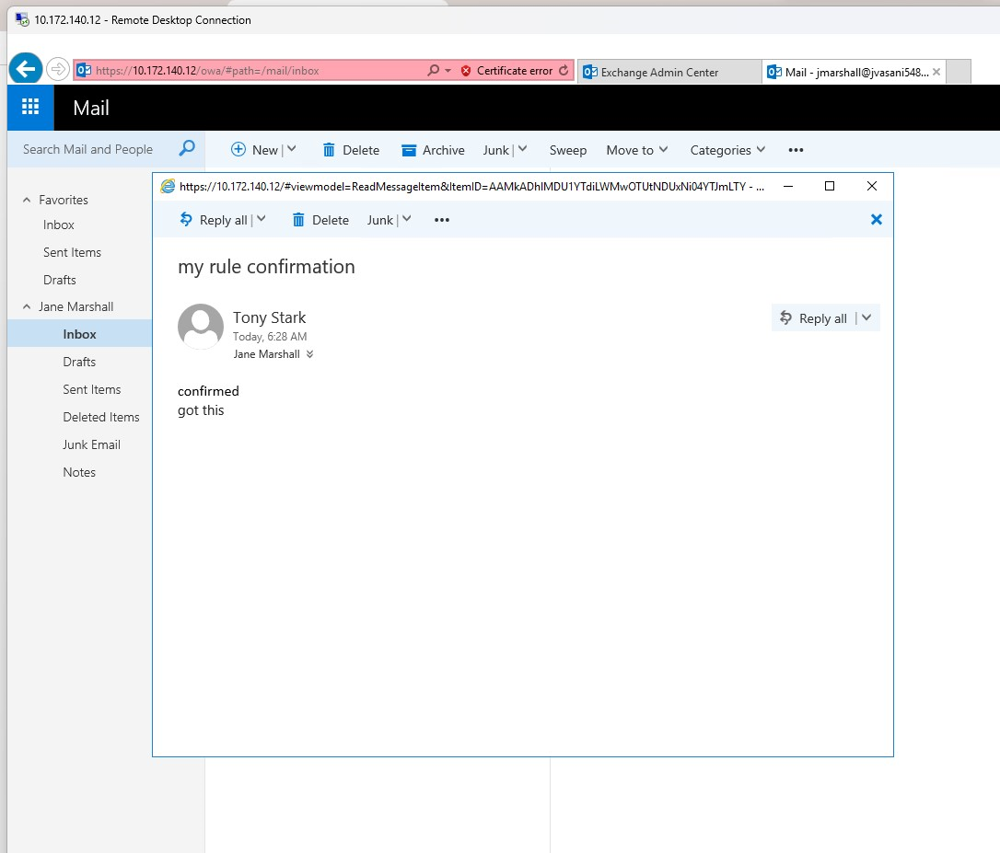 10.172.140.12 - Remote Desktop Connection
https://10.172.140.12/owa/#path=/mail/inbox Certificate error Exchange Admin Center Mail - jmarshall@jvasani548...
Mail
Search Mail and People New Delete Archive Junk Sweep Move to Categories
https://10.172.140.12/#viewmodel=ReadMessageItem&ItemID=AAMkADhlMDU1YTdiLWMwOTUtNDUxNi04YTJmLTY - ...
Favorites
Reply all Delete Junk
Inbox
Sent Items
Drafts
my rule confirmation
Jane Marshall
Tony Stark
Reply all
Today, 6:28 AM
Inbox
Jane Marshall
Drafts
Sent Items
confirmed
got this
Deleted Items
Junk Email
Notes